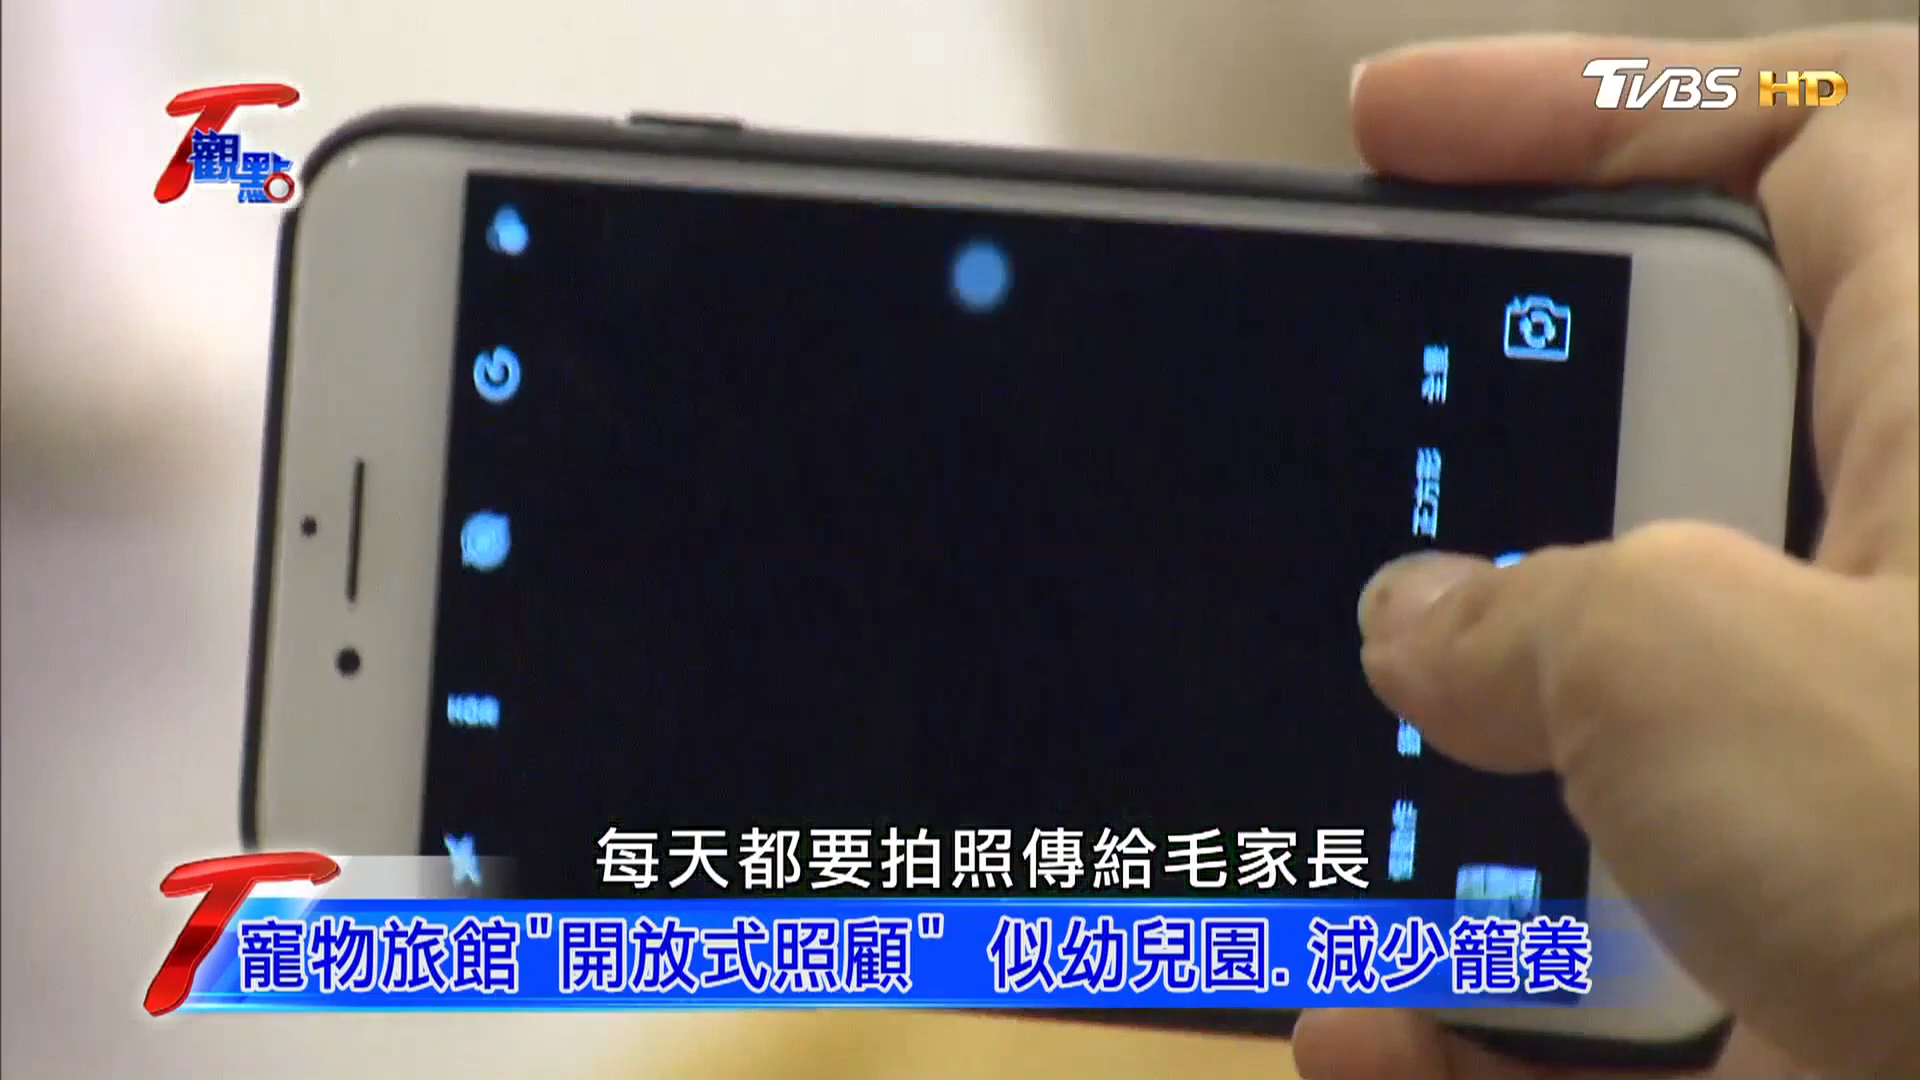 T觀點
TVBS HD
HDR
每天都要拍照傳給毛家長
寵物旅館"開放式照顧" 似幼兒園.減少籠養